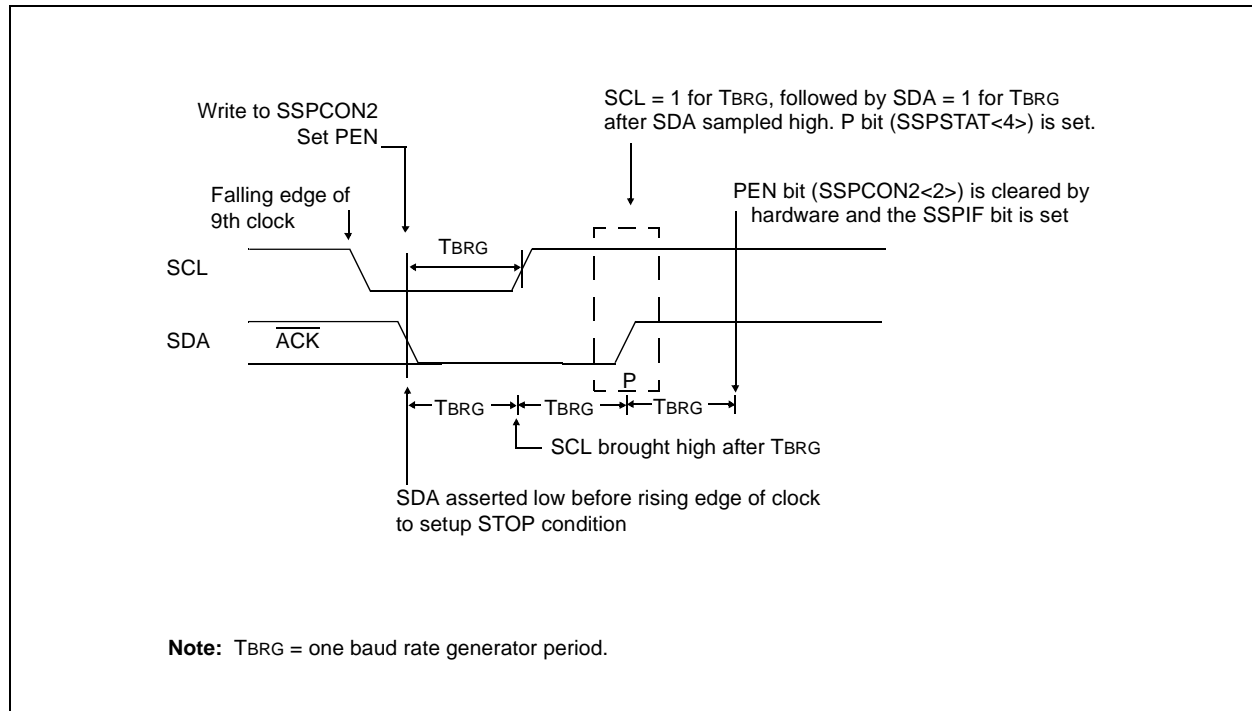 Write to SSPCON2
Set PEN
SCL = 1 for TBRG, followed by SDA = 1 for TBRG
after SDA sampled high. P bit (SSPSTAT<4>) is set.
Falling edge of
9th clock
PEN bit (SSPCON2<2>) is cleared by
hardware and the SSPIF bit is set
TBRG
SCL
SDA
ACK
P
TBRG
TBRG
TBRG
SCL brought high after TBRG
SDA asserted low before rising edge of clock
to setup STOP condition
Note: TBRG = one baud rate generator period.